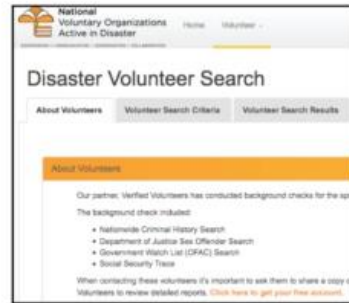 National
Voluntary Organizations
Active in Disaster
Home Volunteer
Disaster Volunteer Search
About Volunteers Volunteer Search Criteria Volunteer Search Results
About Volunteers
Our partner, Verified Volunteers has conducted background checks for the
The background check included:
Nationwide Criminal History Search
Department of Justice Sex Offender Search
Government Watch List (OFAC) Search
Social Security Trace
When contacting these volunteers it's important to ask them to share a copy
Volunteers to review detailed reports. Click here to get your free account.